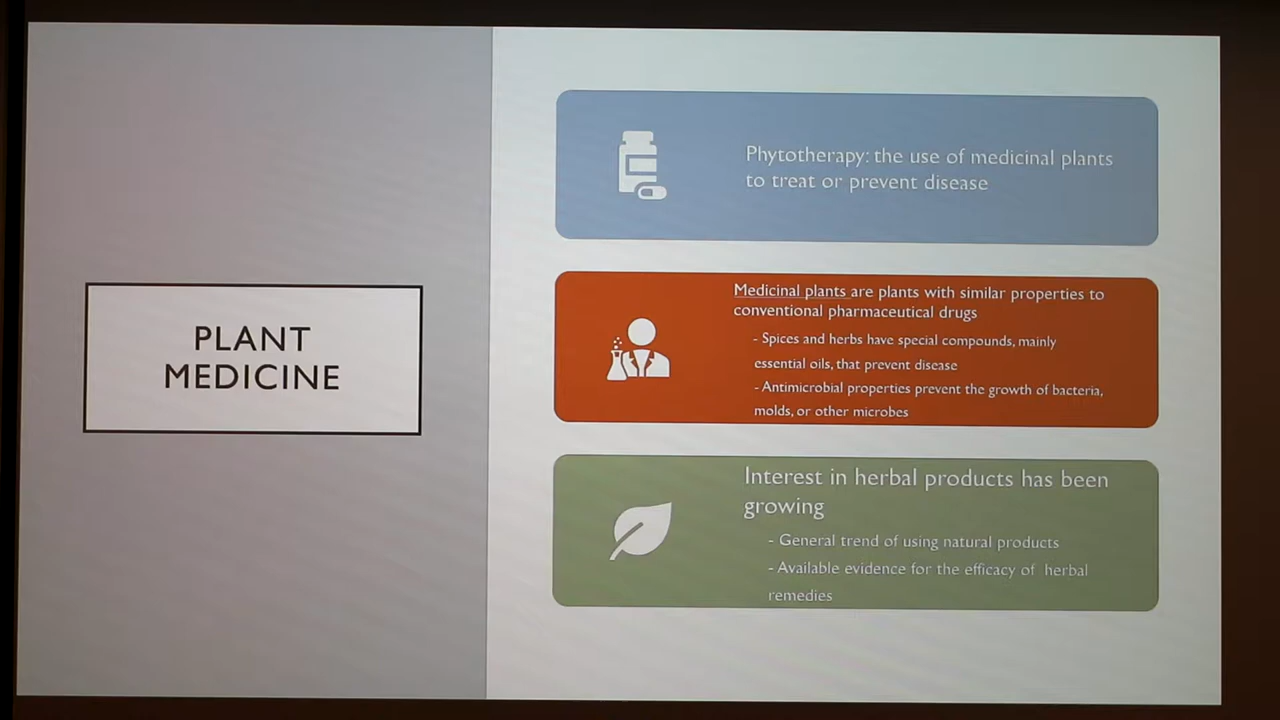 PLANT
MEDICINE
Phytotherapy: the use of medicinal plants
to treat or prevent disease
Medicinal plants are plants with similar properties to
conventional pharmaceutical drugs
- Spices and herbs have special compounds, mainly
essential oils, that prevent disease
- Antimicrobial properties prevent the growth of bacteria,
molds, or other microbes
Interest in herbal products has been
growing
- General trend of using natural products
- Available evidence for the efficacy of herbal
remedies